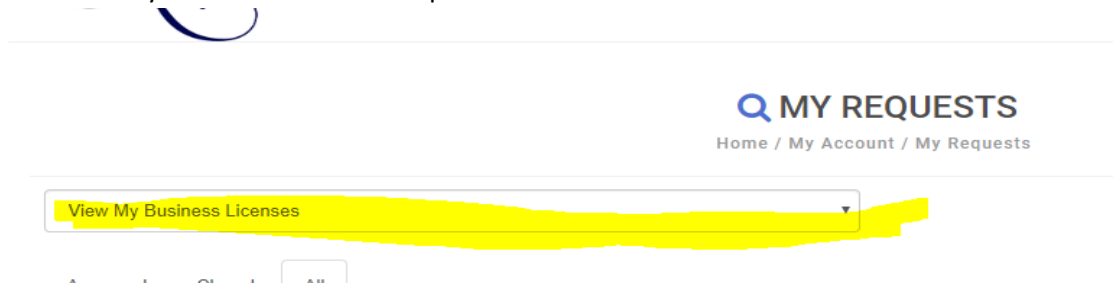 MY REQUESTS
Home / My Account / My Requests
View My Business Licenses
All